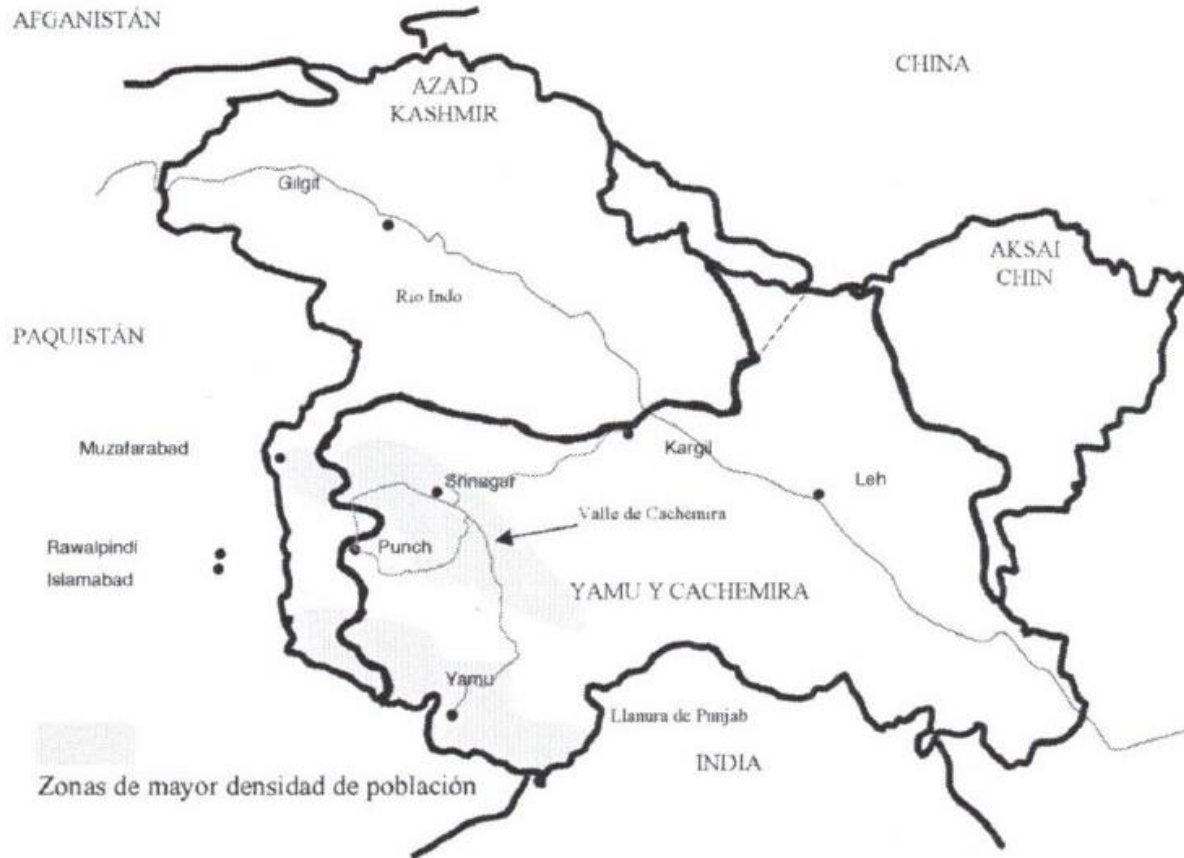 AFGANISTÁN
CHINA
AZAD
KASHMIR
Gilgit
AKSAI
CHIN
Río Indo
PAQUISTÁN
Muzafarabad
Kargil
Srinagar
Leh
Valle de Cachemira
Rawalpindi
Punch
Islamabad
YAMU Y CACHEMIRA
Yamu
Llanura de Punjab
INDIA
Zonas de mayor densidad de población